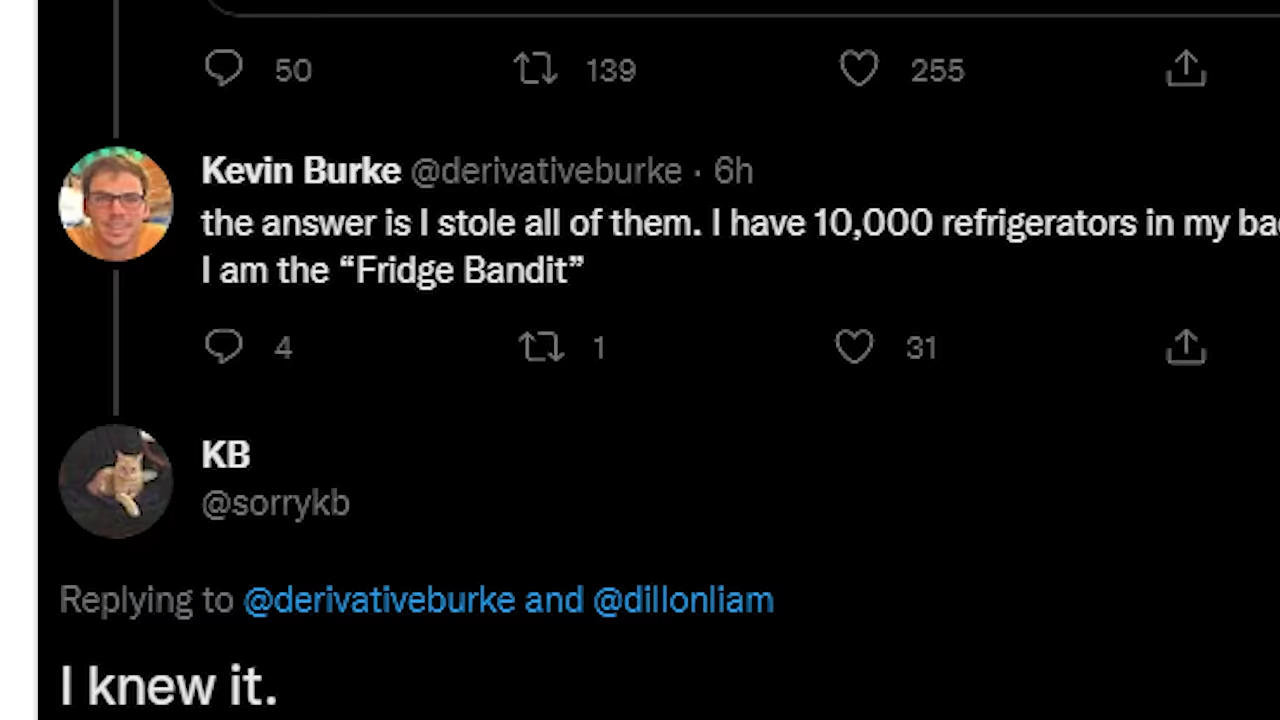 50 139 255
Kevin Burke @derivativeburke · 6h
the answer is I stole all of them. I have 10,000 refrigerators in my
I am the “Fridge Bandit”
4 1 31
KB
@sorrykb
Replying to @derivativeburke and @dillonliam
I knew it.